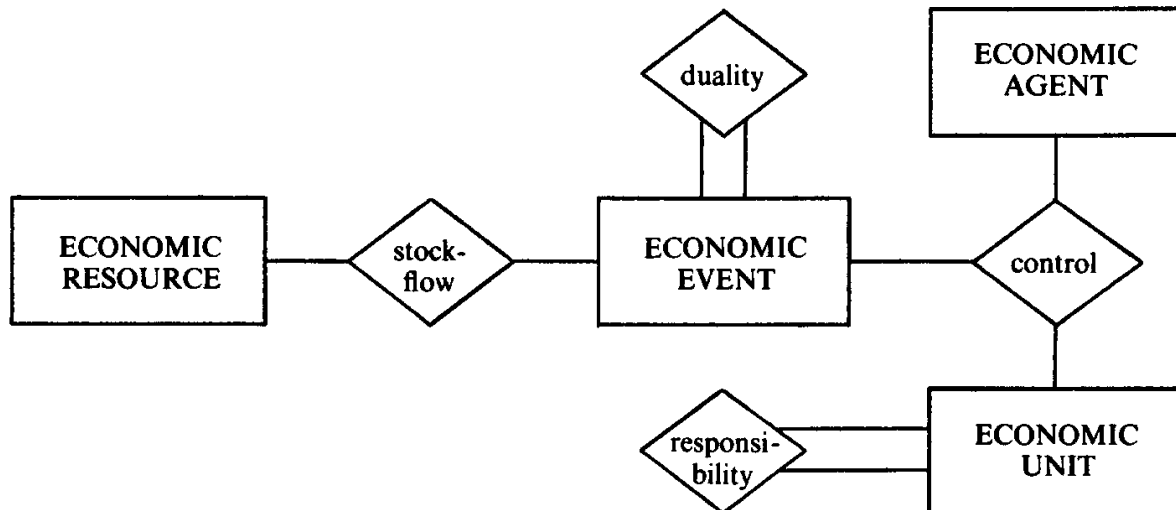 duality
ECONOMIC
AGENT
ECONOMIC
RESOURCE
stock-
flow
ECONOMIC
EVENT
control
responsi-
bility
ECONOMIC
UNIT